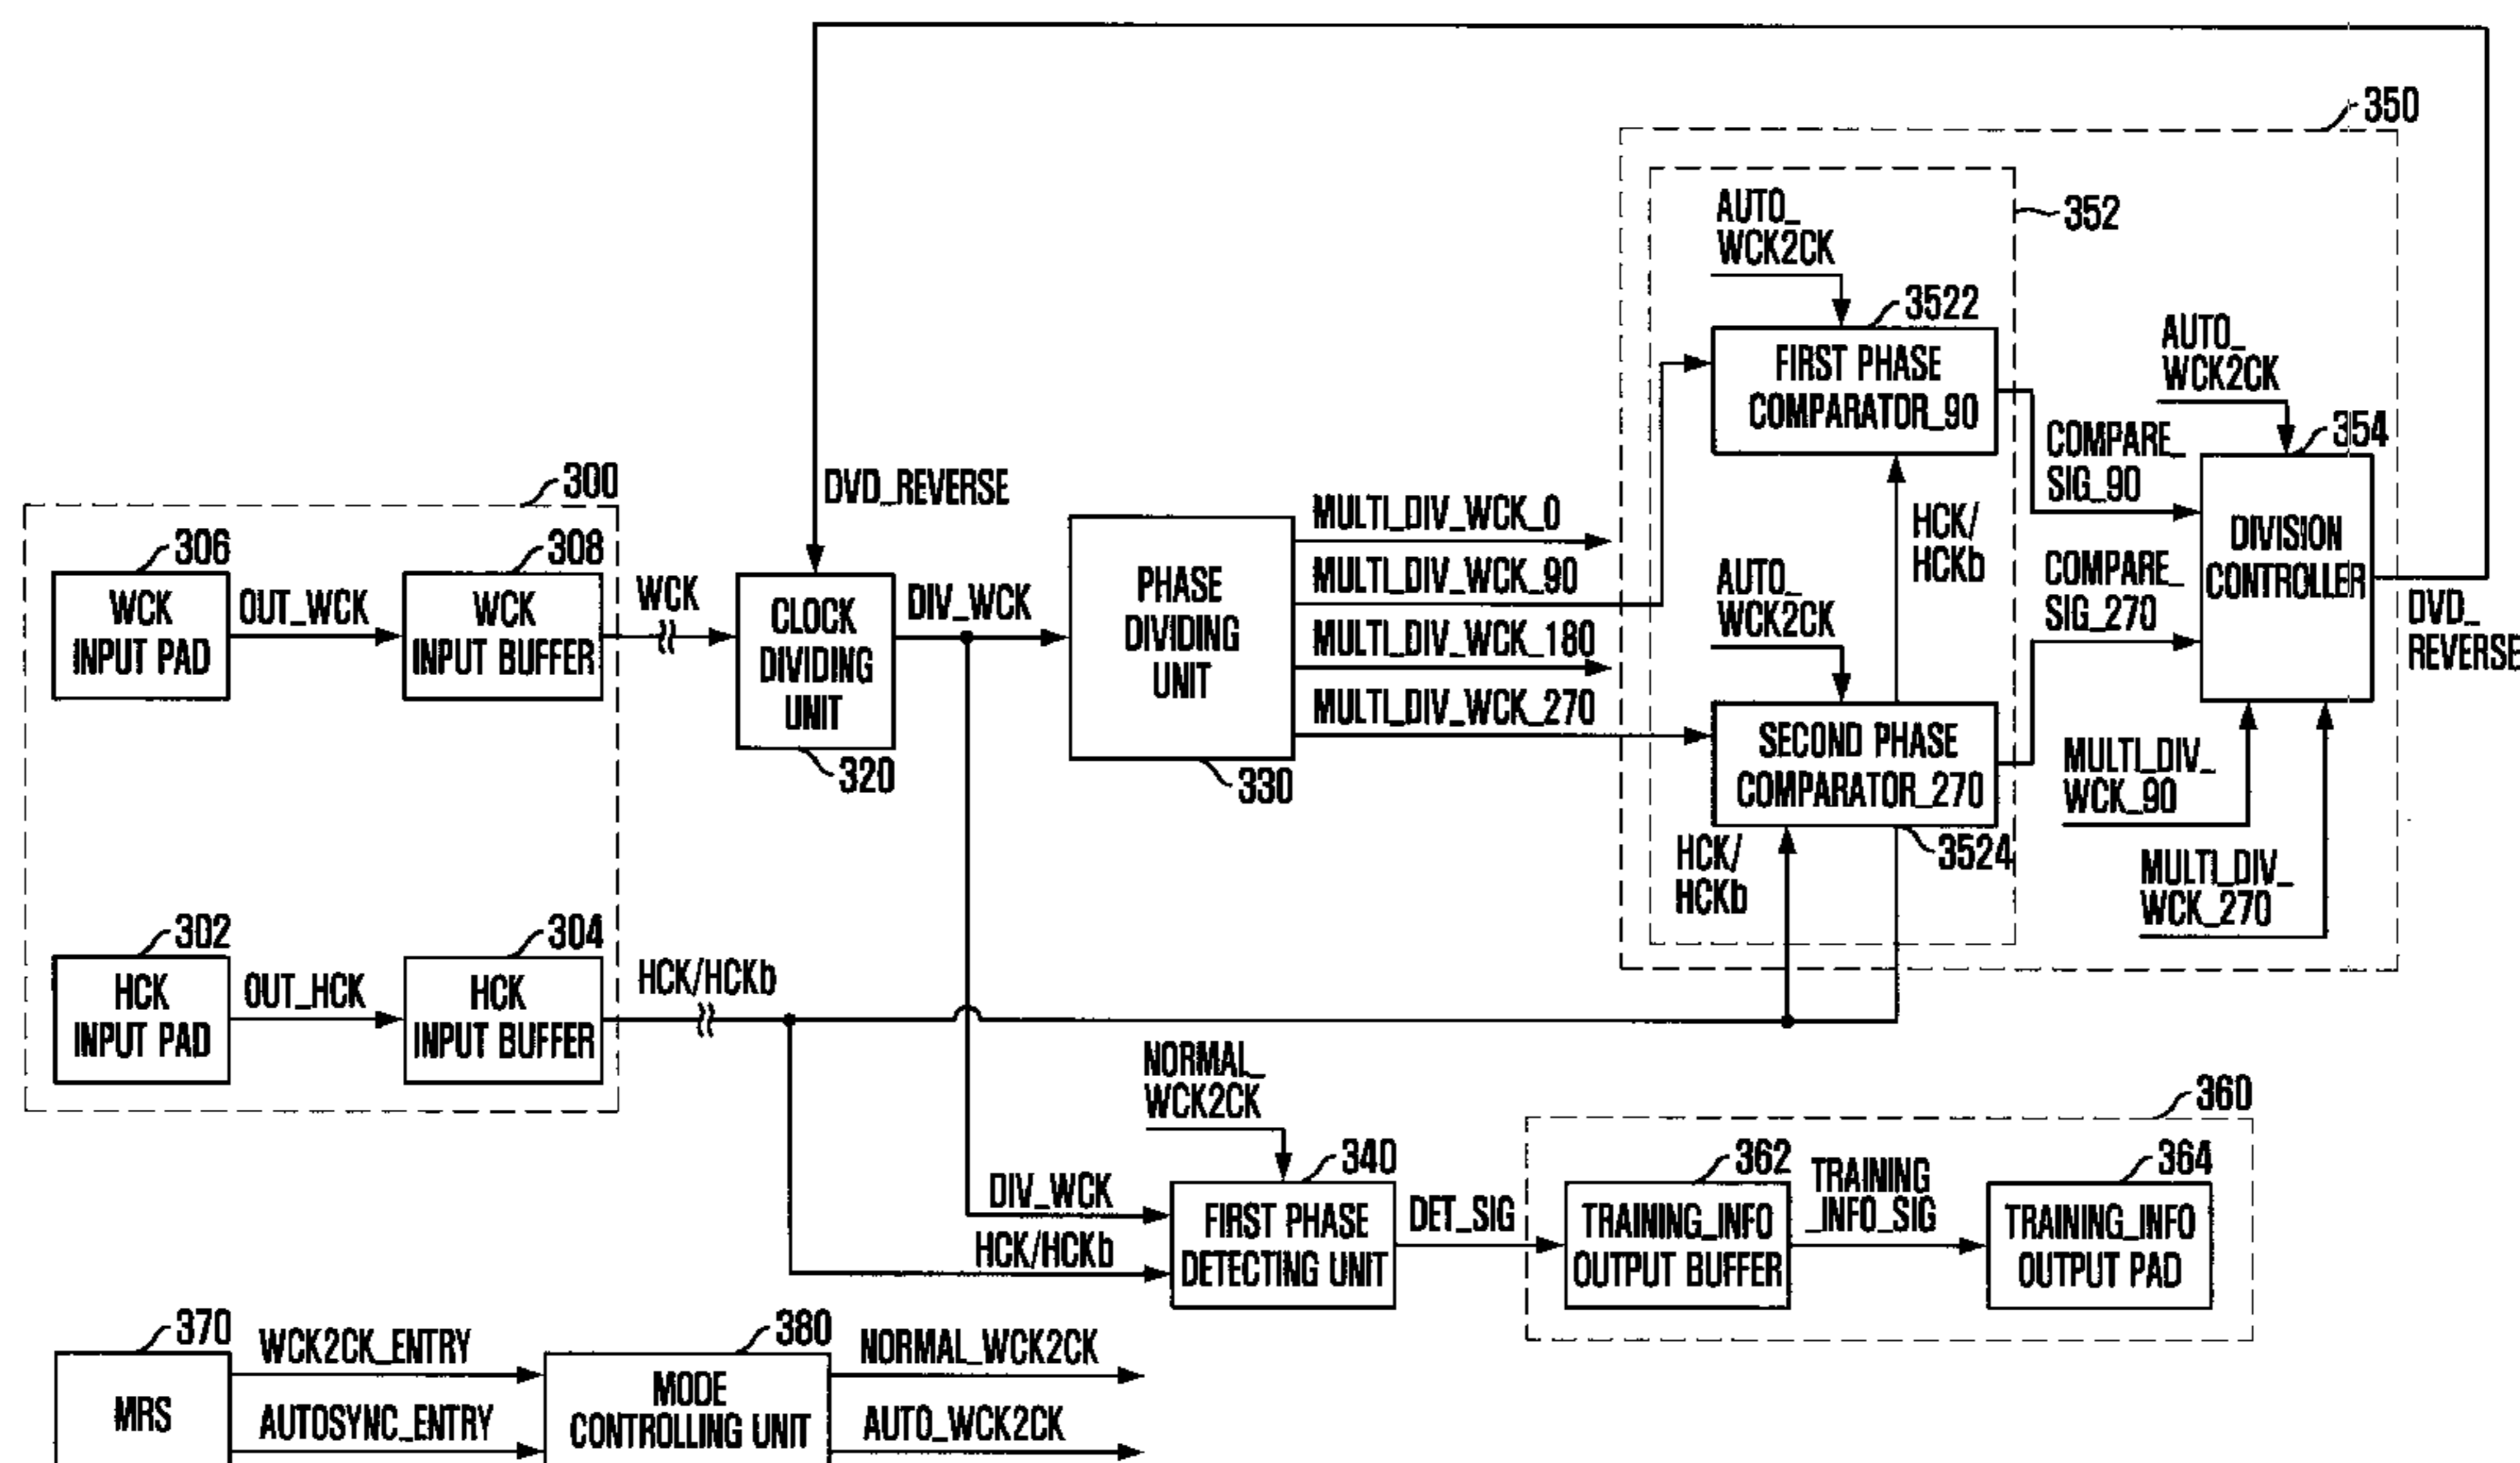 350
AUTO_
WCK2CK
352
3522
FIRST PHASE
COMPARATOR_90
AUTO_
WCK2CK
COMPARE_
SIG_90
354
DIVISION
CONTROLLER
HCK/
HCKb
COMPARE_
SIG_270
DVD_
REVERSE
AUTO_
WCK2CK
SECOND PHASE
COMPARATOR_270
3524
HCK/
HCKb
MULTI_DIV_
WCK_90
MULTI_DIV_
WCK_270
300
306
WCK
INPUT PAD
OUT_WCK
308
WCK
INPUT BUFFER
WCK
DVD_REVERSE
CLOCK
DIVIDING
UNIT
320
DIV_WCK
PHASE
DIVIDING
UNIT
330
MULTI_DIV_WCK_0
MULTI_DIV_WCK_90
MULTI_DIV_WCK_180
MULTI_DIV_WCK_270
302
HCK
INPUT PAD
OUT_HCK
304
HCK
INPUT BUFFER
HCK/HCKb
NORMAL_
WCK2CK
340
DIV_WCK
HCK/HCKb
FIRST PHASE
DETECTING UNIT
DET_SIG
360
362
TRAINING_INFO
OUTPUT BUFFER
TRAINING
_INFO_SIG
364
TRAINING_INFO
OUTPUT PAD
370
MRS
WCK2CK_ENTRY
AUTOSYNC_ENTRY
380
MODE
CONTROLLING UNIT
NORMAL_WCK2CK
AUTO_WCK2CK